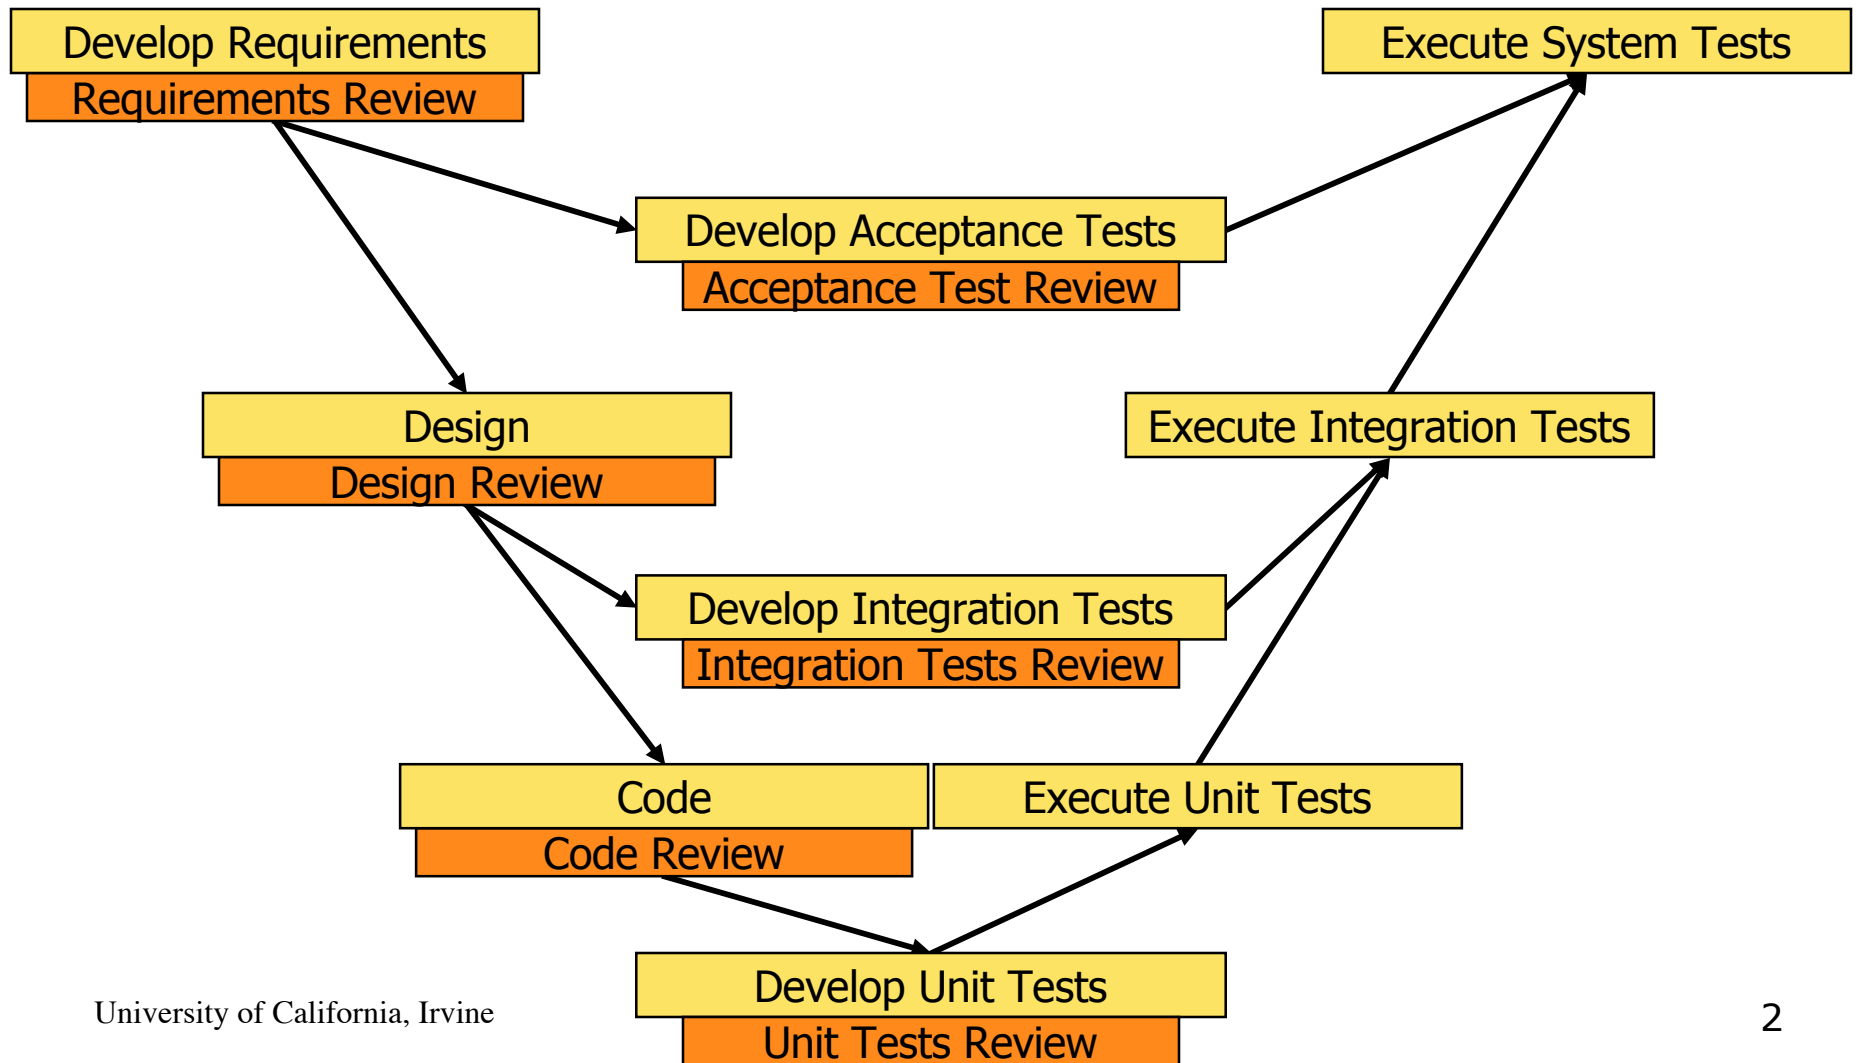 Develop Requirements
Requirements Review
Execute System Tests
Develop Acceptance Tests
Acceptance Test Review
Design
Design Review
Execute Integration Tests
Develop Integration Tests
Integration Tests Review
Code
Code Review
Execute Unit Tests
Develop Unit Tests
Unit Tests Review
University of California, Irvine
2